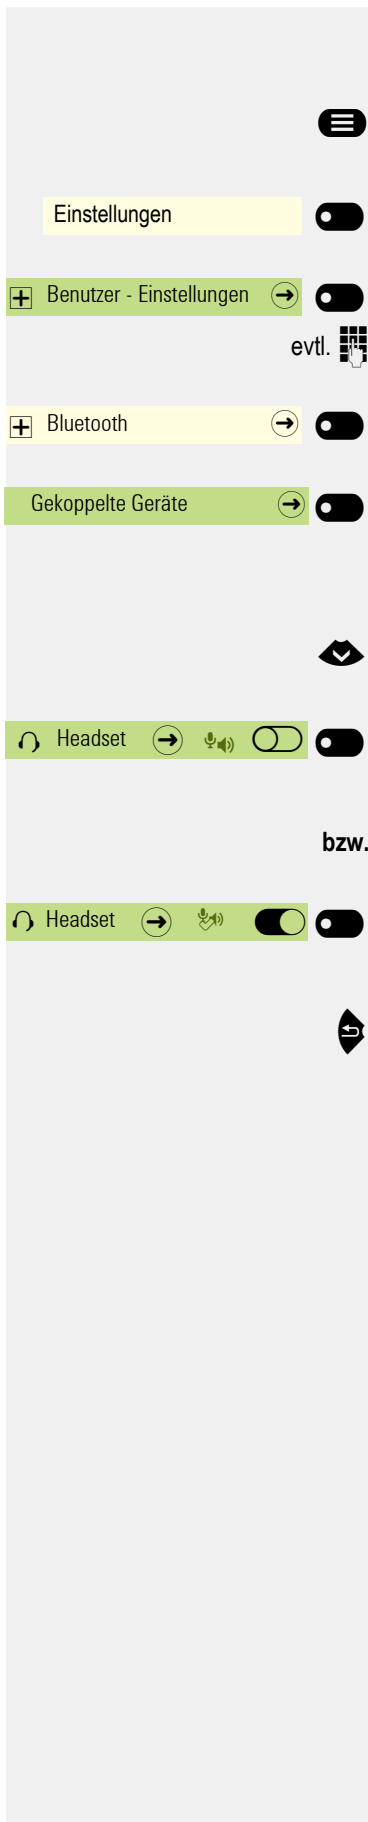 Einstellungen
Benutzer - Einstellungen
evtl.
Bluetooth
Gekoppelte Geräte
Headset
bzw.
Headset